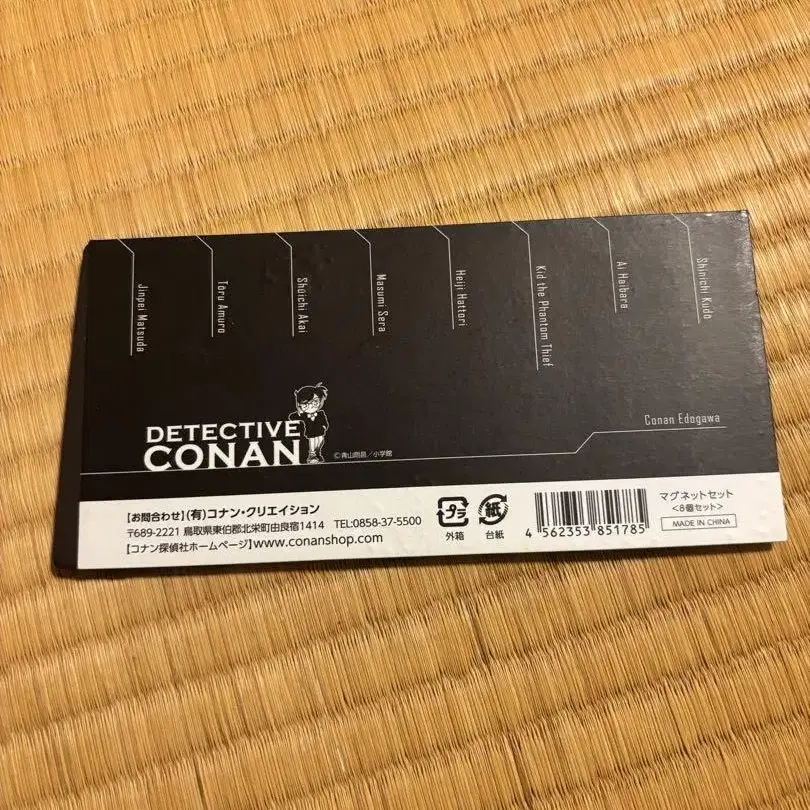 Jinpei Matsuda
Toru Amuro
Shuichi Akai
Masumi Sera
Heiji Hattori
Kid the Phantom Thief
Ai Haibara
Shinichi Kudo
Conan Edogawa
DETECTIVE
CONAN
©青山剛昌／小学館
【お問合わせ】(有)コナン・クリエイション
〒689-2221 鳥取県東伯郡北栄町由良宿1414 TEL:0858-37-5500
【コナン探偵社ホームページ】www.conanshop.com
プラ
外箱
紙
台紙
4 562353 851785
マグネットセット
<8個セット>
MADE IN CHINA